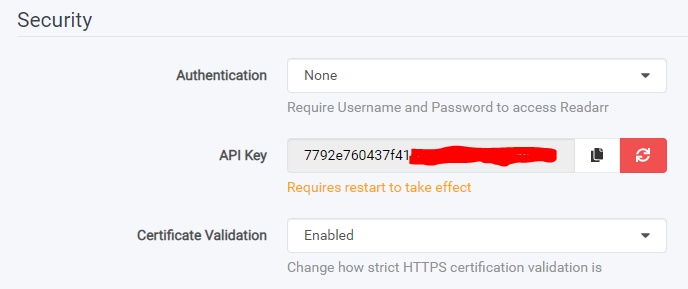 Security
Authentication
None
Require Username and Password to access Readarr
API Key
7792e760437f41
Requires restart to take effect
Certificate Validation
Enabled
Change how strict HTTPS certification validation is